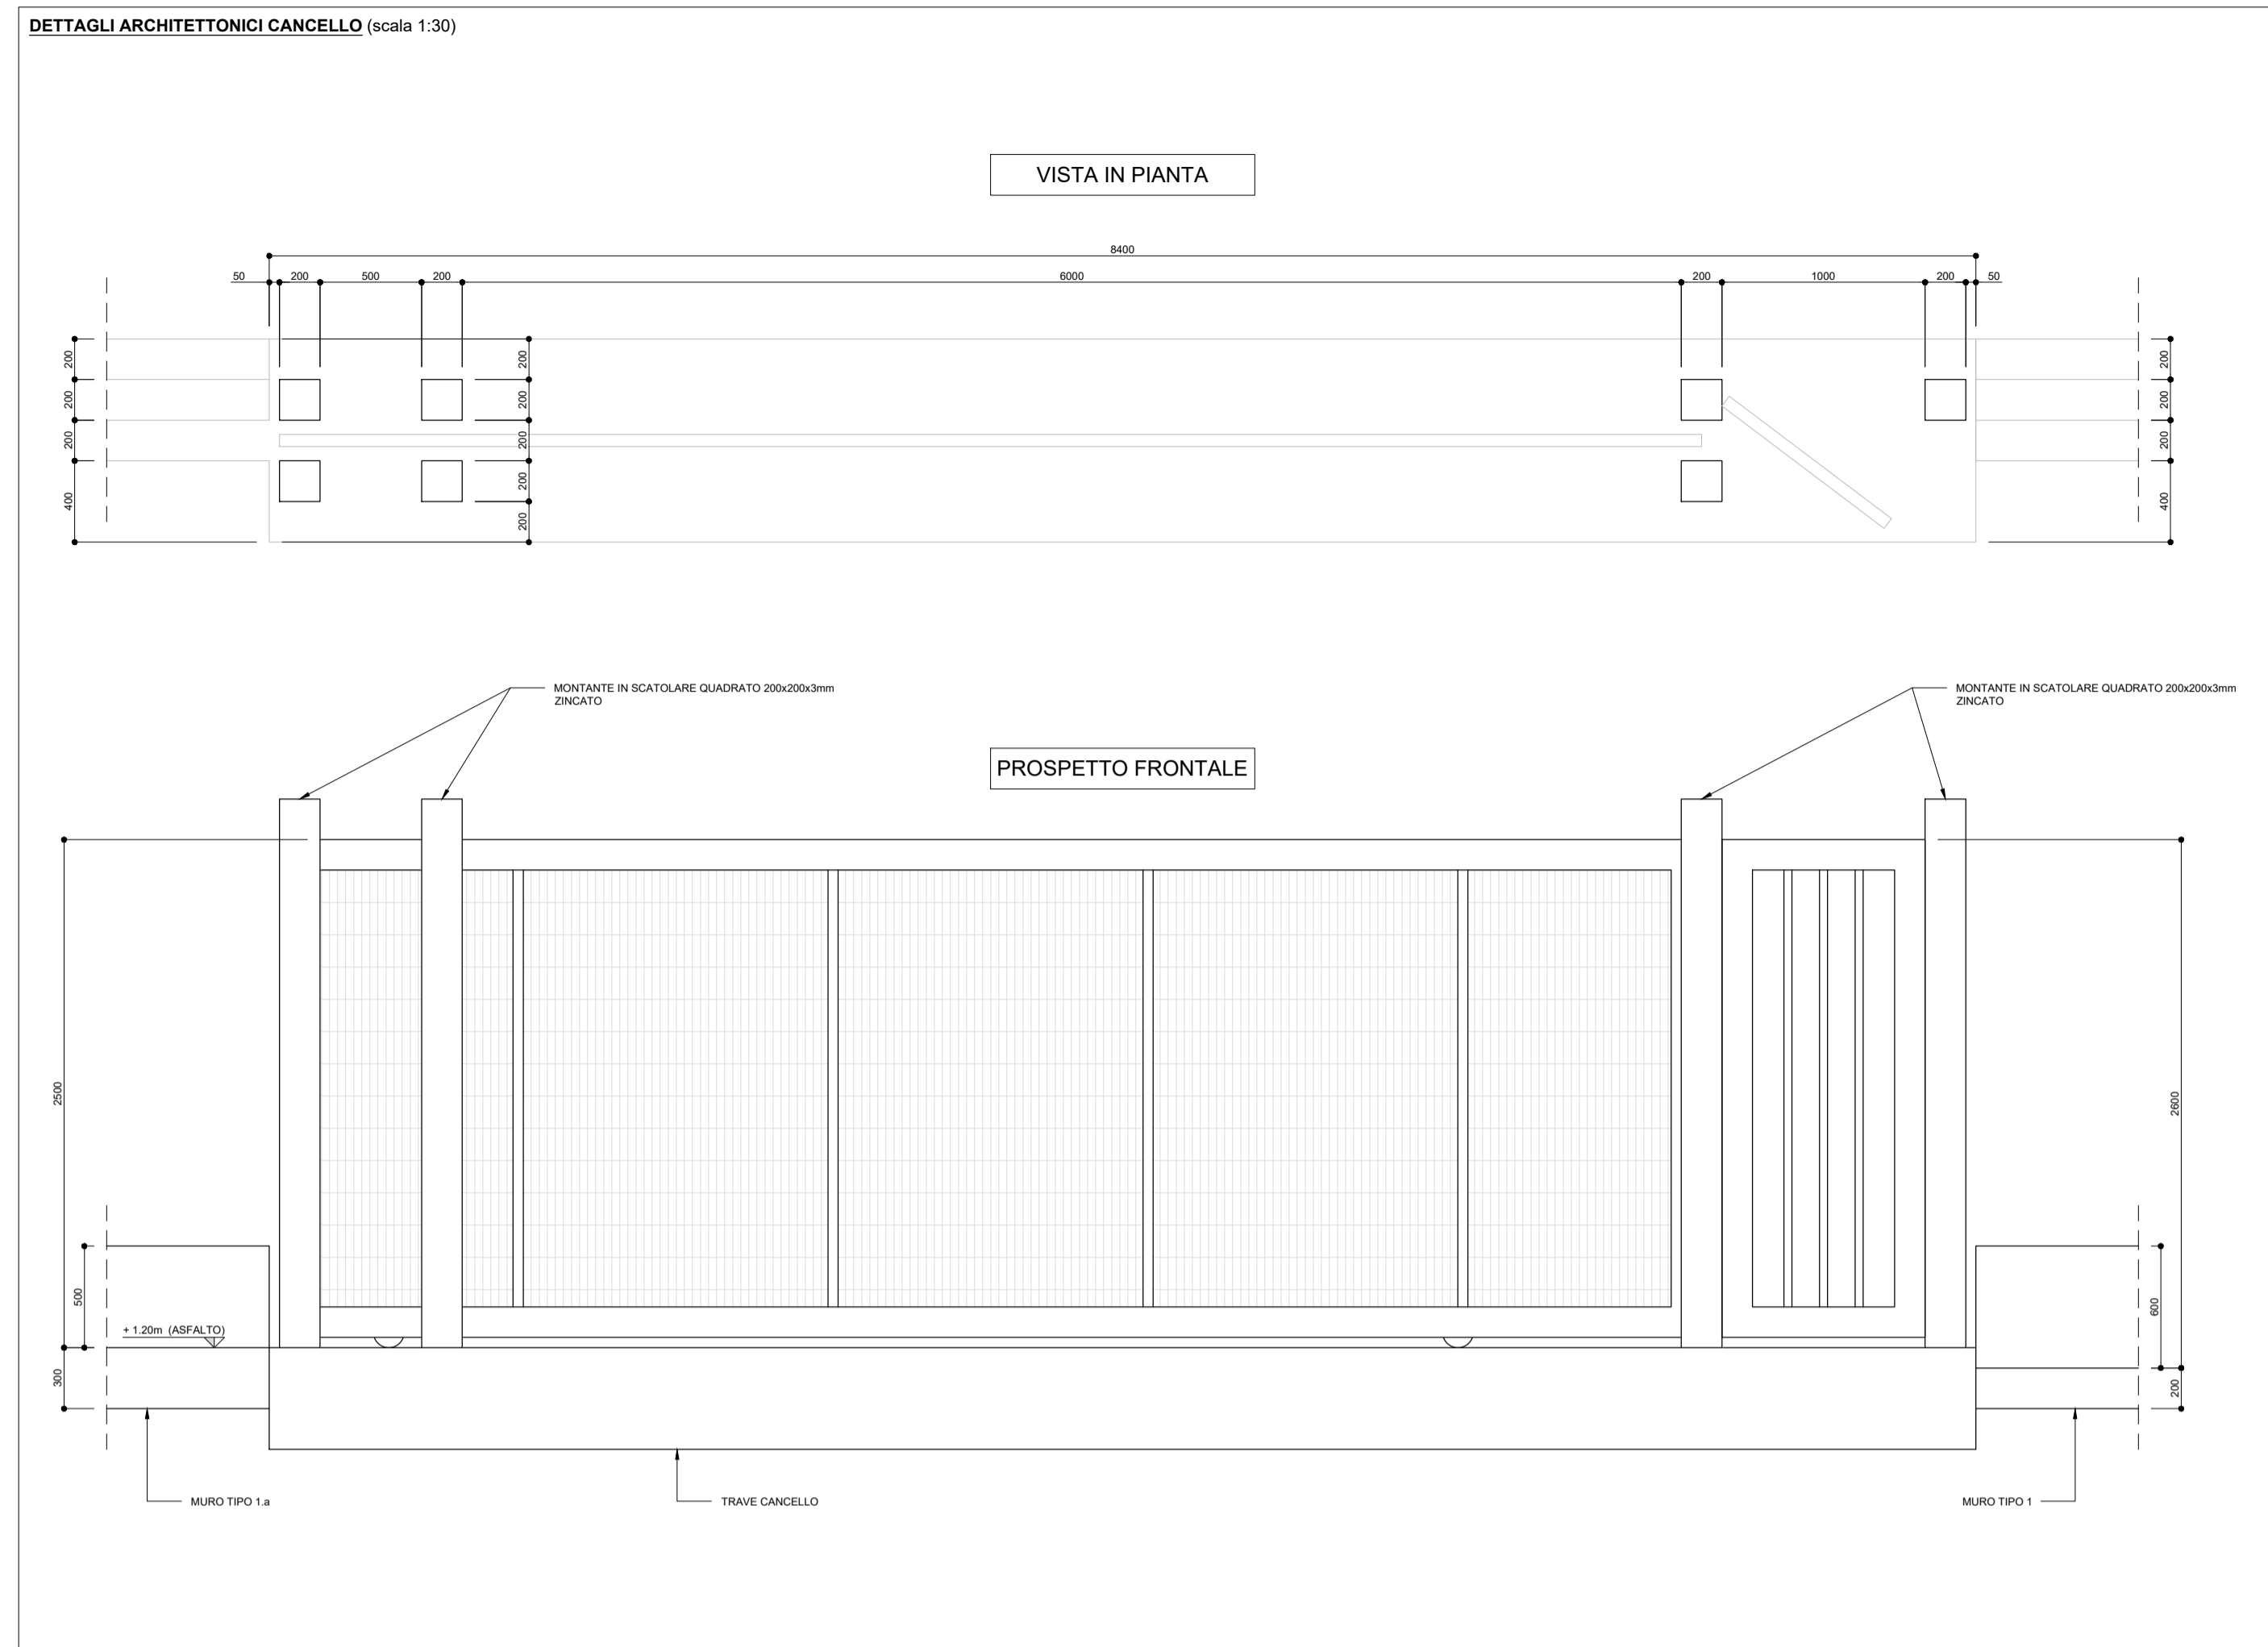 DETTAGLI ARCHITETTONICI CANCELLO (scala 1:30)
VISTA IN PIANTA
8400
50 200 500 200 6000 200 1000 200 50
200
200
200
400
200
200
200
200
200
200
200
200
400
MONTANTE IN SCATOLARE QUADRATO 200x200x3mm
ZINCATO
MONTANTE IN SCATOLARE QUADRATO 200x200x3mm
ZINCATO
PROSPETTO FRONTALE
2500
500
300
+ 1.20m (ASFALTO)
2600
600
200
MURO TIPO 1.a
TRAVE CANCELLO
MURO TIPO 1